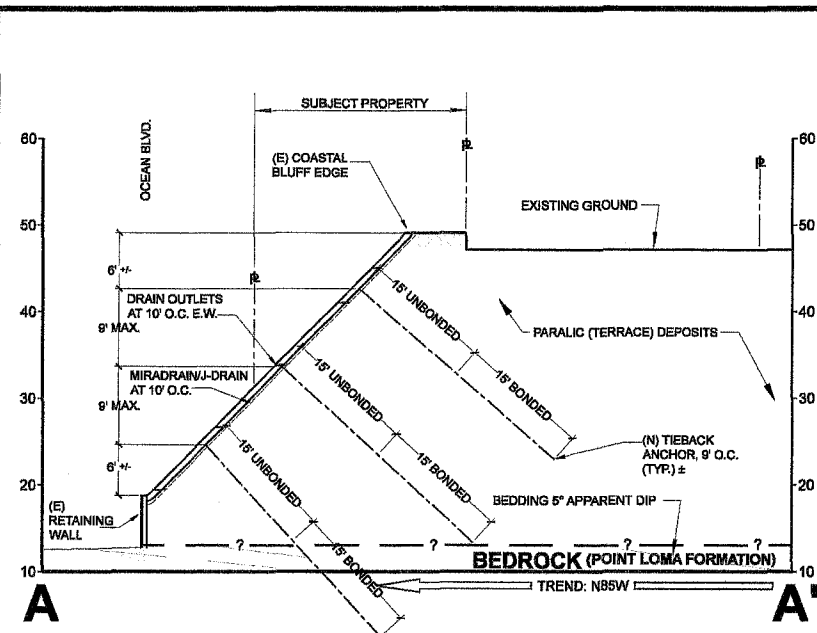 SUBJECT PROPERTY
OCEAN BLVD.
60
60
(E) COASTAL
BLUFF EDGE
PL
PL
EXISTING GROUND
50
50
6' +/-
PL
DRAIN OUTLETS
AT 10' O.C. E.W.
40
40
9' MAX.
15' UNBONDED
PARALIC (TERRACE) DEPOSITS
MIRADRAIN/J-DRAIN
AT 10' O.C.
30
30
9' MAX.
15' UNBONDED
15' BONDED
(N) TIEBACK
ANCHOR, 9' O.C.
(TYP.) ±
20
20
6' +/-
15' UNBONDED
15' BONDED
BEDDING 5° APPARENT DIP
(E)
RETAINING
WALL
? ? ? ?
BEDROCK (POINT LOMA FORMATION)
10
10
15' BONDED
TREND: N85W
A
A'